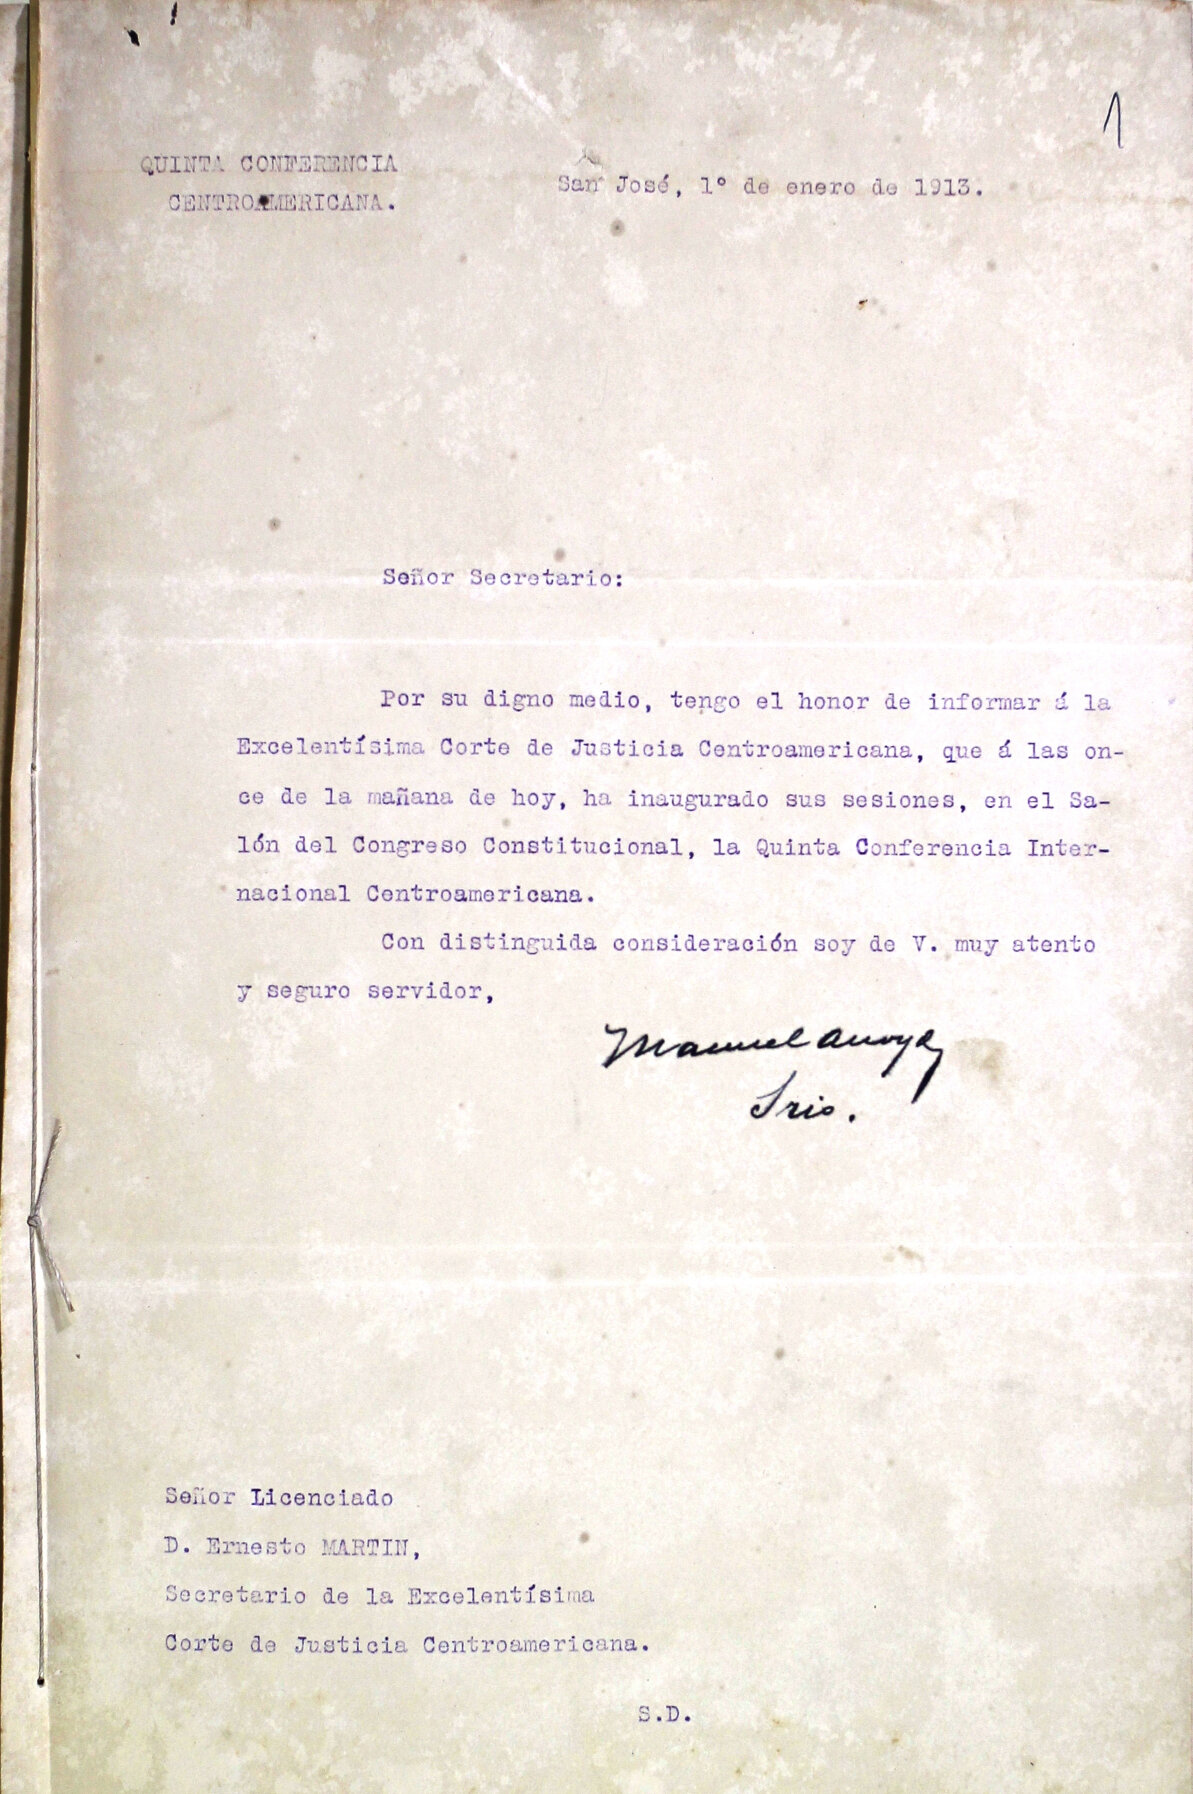 1
QUINTA CONFERENCIA
CENTROAMERICANA.
San José, 1º de enero de 1913.
Señor Secretario:
Por su digno medio, tengo el honor de informar á la
Excelentísima Corte de Justicia Centroamericana, que á las on-
ce de la mañana de hoy, ha inaugurado sus sesiones, en el Sa-
lón del Congreso Constitucional, la Quinta Conferencia Inter-
nacional Centroamericana.
Con distinguida consideración soy de V. muy atento
y seguro servidor,
Manuel Arroyo
Srio.
Señor Licenciado
D. Ernesto MARTIN,
Secretario de la Excelentísima
Corte de Justicia Centroamericana.
S.D.